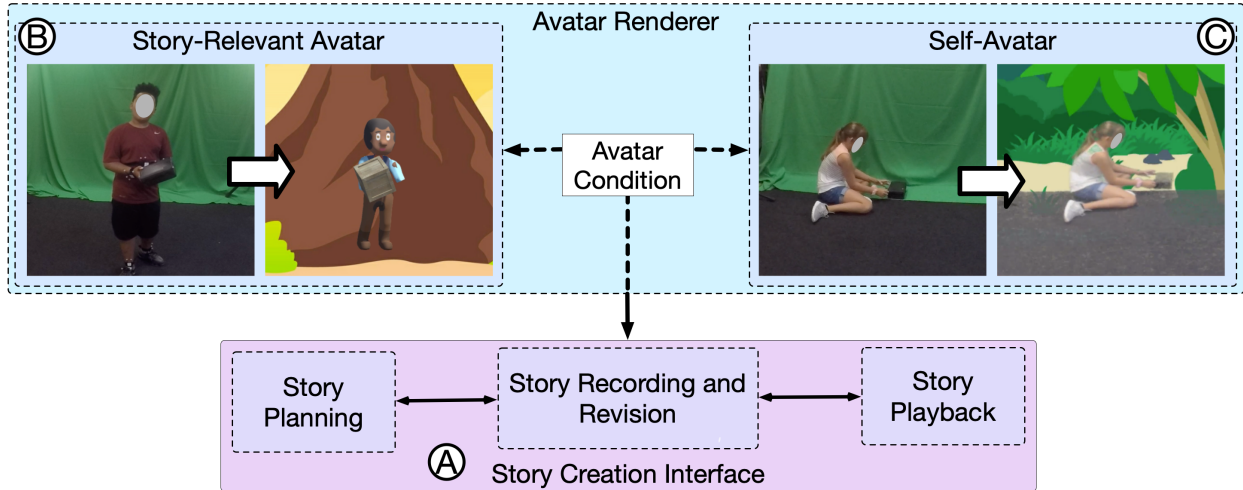 Avatar Renderer
B
Story-Relevant Avatar
Self-Avatar
C
Avatar
Condition
Story
Planning
Story Recording and
Revision
Story
Playback
A
Story Creation Interface